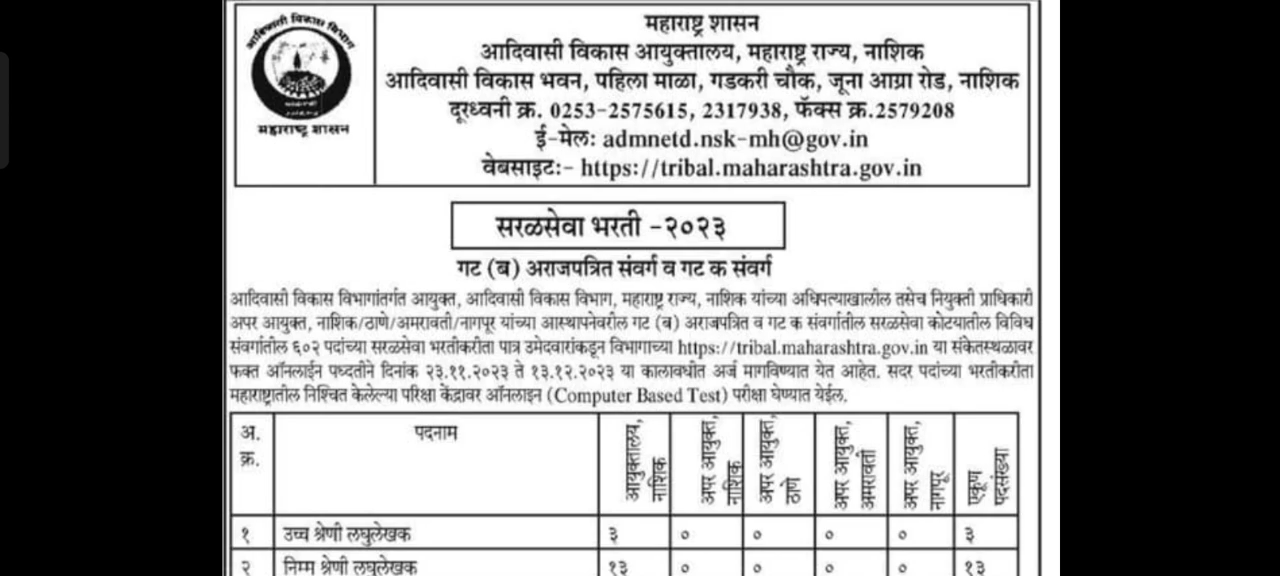 आदिवासी विकास विभाग
महाराष्ट्र शासन
महाराष्ट्र शासन
आदिवासी विकास आयुक्तालय, महाराष्ट्र राज्य, नाशिक
आदिवासी विकास भवन, पहिला माळा, गडकरी चौक, जूना आग्रा रोड, नाशिक
दूरध्वनी क्र. 0253-2575615, 2317938, फॅक्स क्र.2579208
ई-मेलः admnetd.nsk-mh@gov.in
वेबसाइटः- https://tribal.maharashtra.gov.in
सरळसेवा भरती -२०२३
गट (ब) अराजपत्रित संवर्ग व गट क संवर्ग
आदिवासी विकास विभागांतर्गत आयुक्त, आदिवासी विकास विभाग, महाराष्ट्र राज्य, नाशिक यांच्या अधिपत्याखालील तसेच नियुक्ती प्राधिकारी
अपर आयुक्त, नाशिक/ठाणे/अमरावती/नागपूर यांच्या आस्थापनेवरील गट (ब) अराजपत्रित व गट क संवर्गातील सरळसेवा कोटयातील विविध
संवर्गातील ६०२ पदांच्या सरळसेवा भरतीकरीता पात्र उमेदवारांकडून विभागाच्या https://tribal.maharashtra.gov.in या संकेतस्थळावर
फक्त ऑनलाईन पध्दतीने दिनांक २३.११.२०२३ ते १३.१२.२०२३ या कालावधीत अर्ज मागविण्यात येत आहेत. सदर पदांच्या भरतीकरीता
महाराष्ट्रातील निश्चित केलेल्या परिक्षा केंद्रावर ऑनलाइन (Computer Based Test) परीक्षा घेण्यात येईल.
अ. क्र. पदनाम आयुक्तालय, नाशिक अपर आयुक्त, नाशिक अपर आयुक्त, ठाणे अपर आयुक्त, अमरावती अपर आयुक्त, नागपूर एकूण पदसंख्या
१ उच्च श्रेणी लघुलेखक ३ ० ० ० ० ३
२ निम्म श्रेणी लघुलेखक १३ ० ० ० ० १३